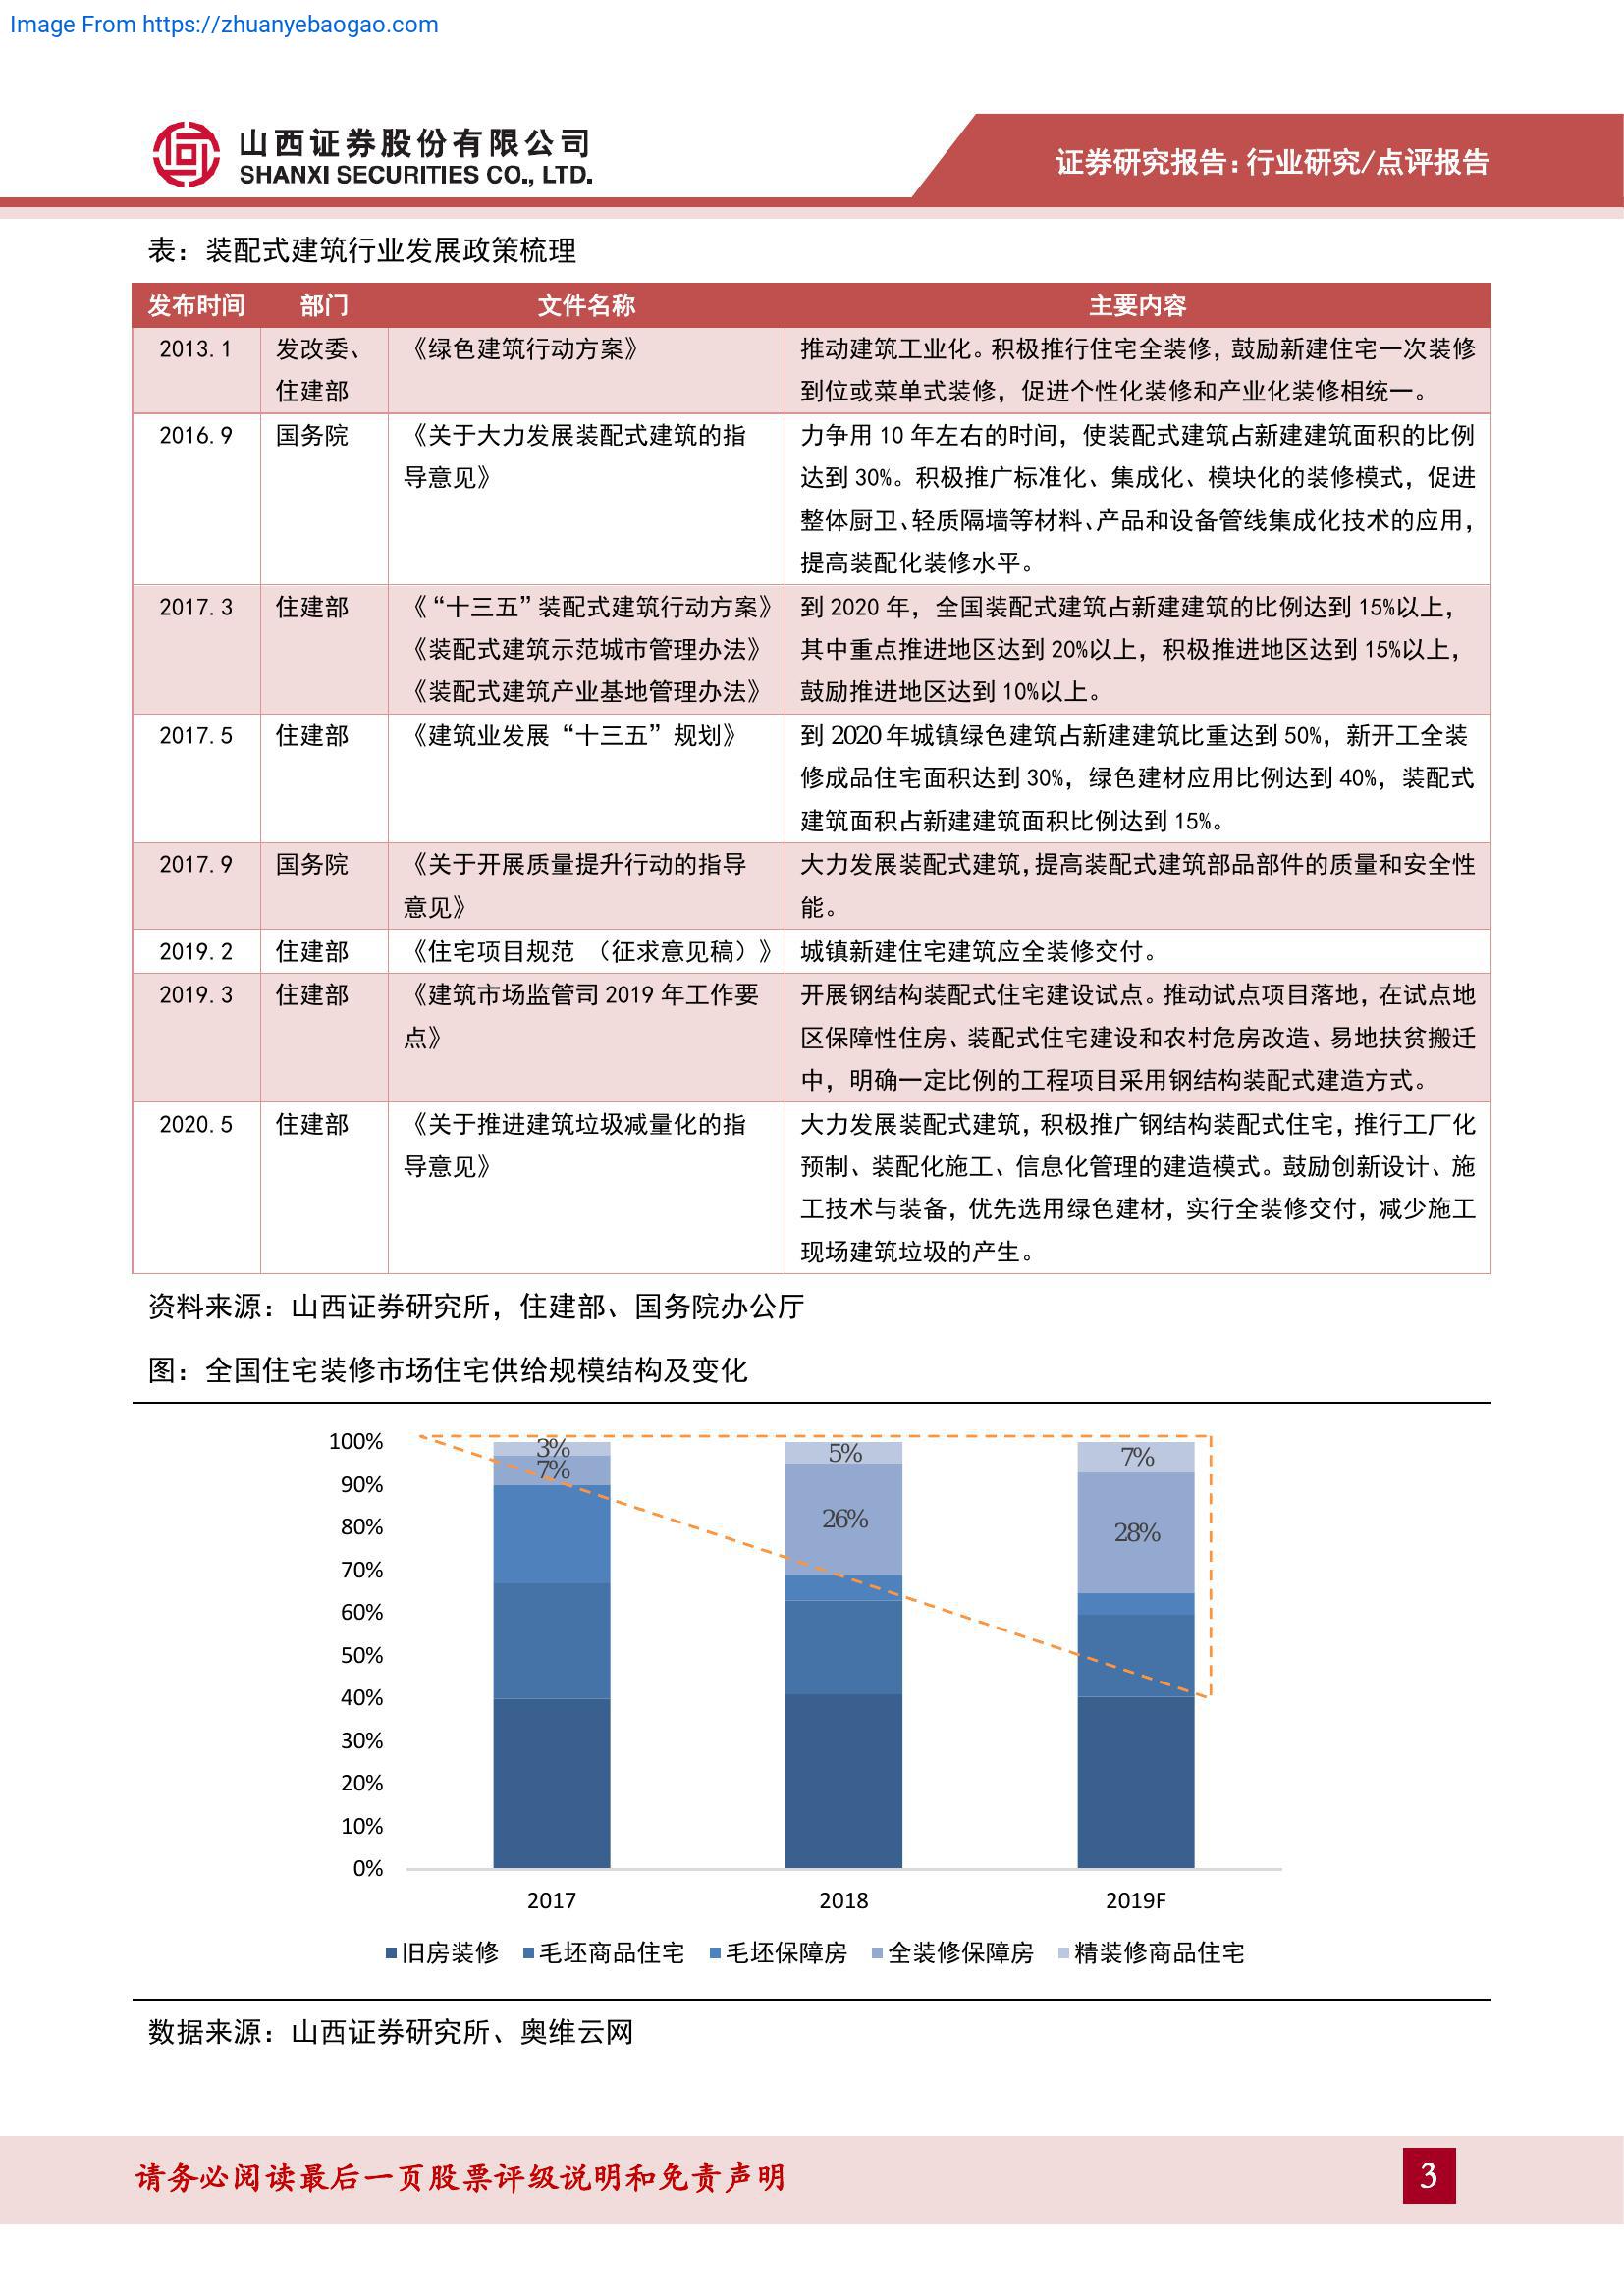 Image From https://zhuanyebaogao.com
山西证券股份有限公司
SHANXI SECURITIES CO., LTD.
证券研究报告:行业研究/点评报告
表：装配式建筑行业发展政策梳理
发布时间 部门 文件名称 主要内容
2013.1 发改委、 《绿色建筑行动方案》 推动建筑工业化。积极推行住宅全装修，鼓励新建住宅一次装修
住建部 到位或菜单式装修，促进个性化装修和产业化装修相统一。
2016.9 国务院 《关于大力发展装配式建筑的指 力争用 10 年左右的时间，使装配式建筑占新建建筑面积的比例
导意见》 达到 30%。积极推广标准化、集成化、模块化的装修模式，促进
整体厨卫、轻质隔墙等材料、产品和设备管线集成化技术的应用，
提高装配化装修水平。
2017.3 住建部 《“十三五”装配式建筑行动方案》 到 2020 年，全国装配式建筑占新建建筑的比例达到 15%以上，
《装配式建筑示范城市管理办法》 其中重点推进地区达到 20%以上，积极推进地区达到 15%以上，
《装配式建筑产业基地管理办法》 鼓励推进地区达到 10%以上。
2017.5 住建部 《建筑业发展“十三五”规划》 到 2020 年城镇绿色建筑占新建建筑比重达到 50%，新开工全装
修成品住宅面积达到 30%，绿色建材应用比例达到 40%，装配式
建筑面积占新建建筑面积比例达到 15%。
2017.9 国务院 《关于开展质量提升行动的指导 大力发展装配式建筑，提高装配式建筑部品部件的质量和安全性
意见》 能。
2019.2 住建部 《住宅项目规范 （征求意见稿）》 城镇新建住宅建筑应全装修交付。
2019.3 住建部 《建筑市场监管司 2019 年工作要 开展钢结构装配式住宅建设试点。推动试点项目落地，在试点地
点》 区保障性住房、装配式住宅建设和农村危房改造、易地扶贫搬迁
中，明确一定比例的工程项目采用钢结构装配式建造方式。
2020.5 住建部 《关于推进建筑垃圾减量化的指 大力发展装配式建筑，积极推广钢结构装配式住宅，推行工厂化
导意见》 预制、装配化施工、信息化管理的建造模式。鼓励创新设计、施
工技术与装备，优先选用绿色建材，实行全装修交付，减少施工
现场建筑垃圾的产生。
资料来源：山西证券研究所，住建部、国务院办公厅
图：全国住宅装修市场住宅供给规模结构及变化
100%
90%
80%
70%
60%
50%
40%
30%
20%
10%
0%
3% 5% 7%
7% 26% 28%
2017 2018 2019F
旧房装修 毛坯商品住宅 毛坯保障房 全装修保障房 精装修商品住宅
数据来源：山西证券研究所、奥维云网
请务必阅读最后一页股票评级说明和免责声明
3